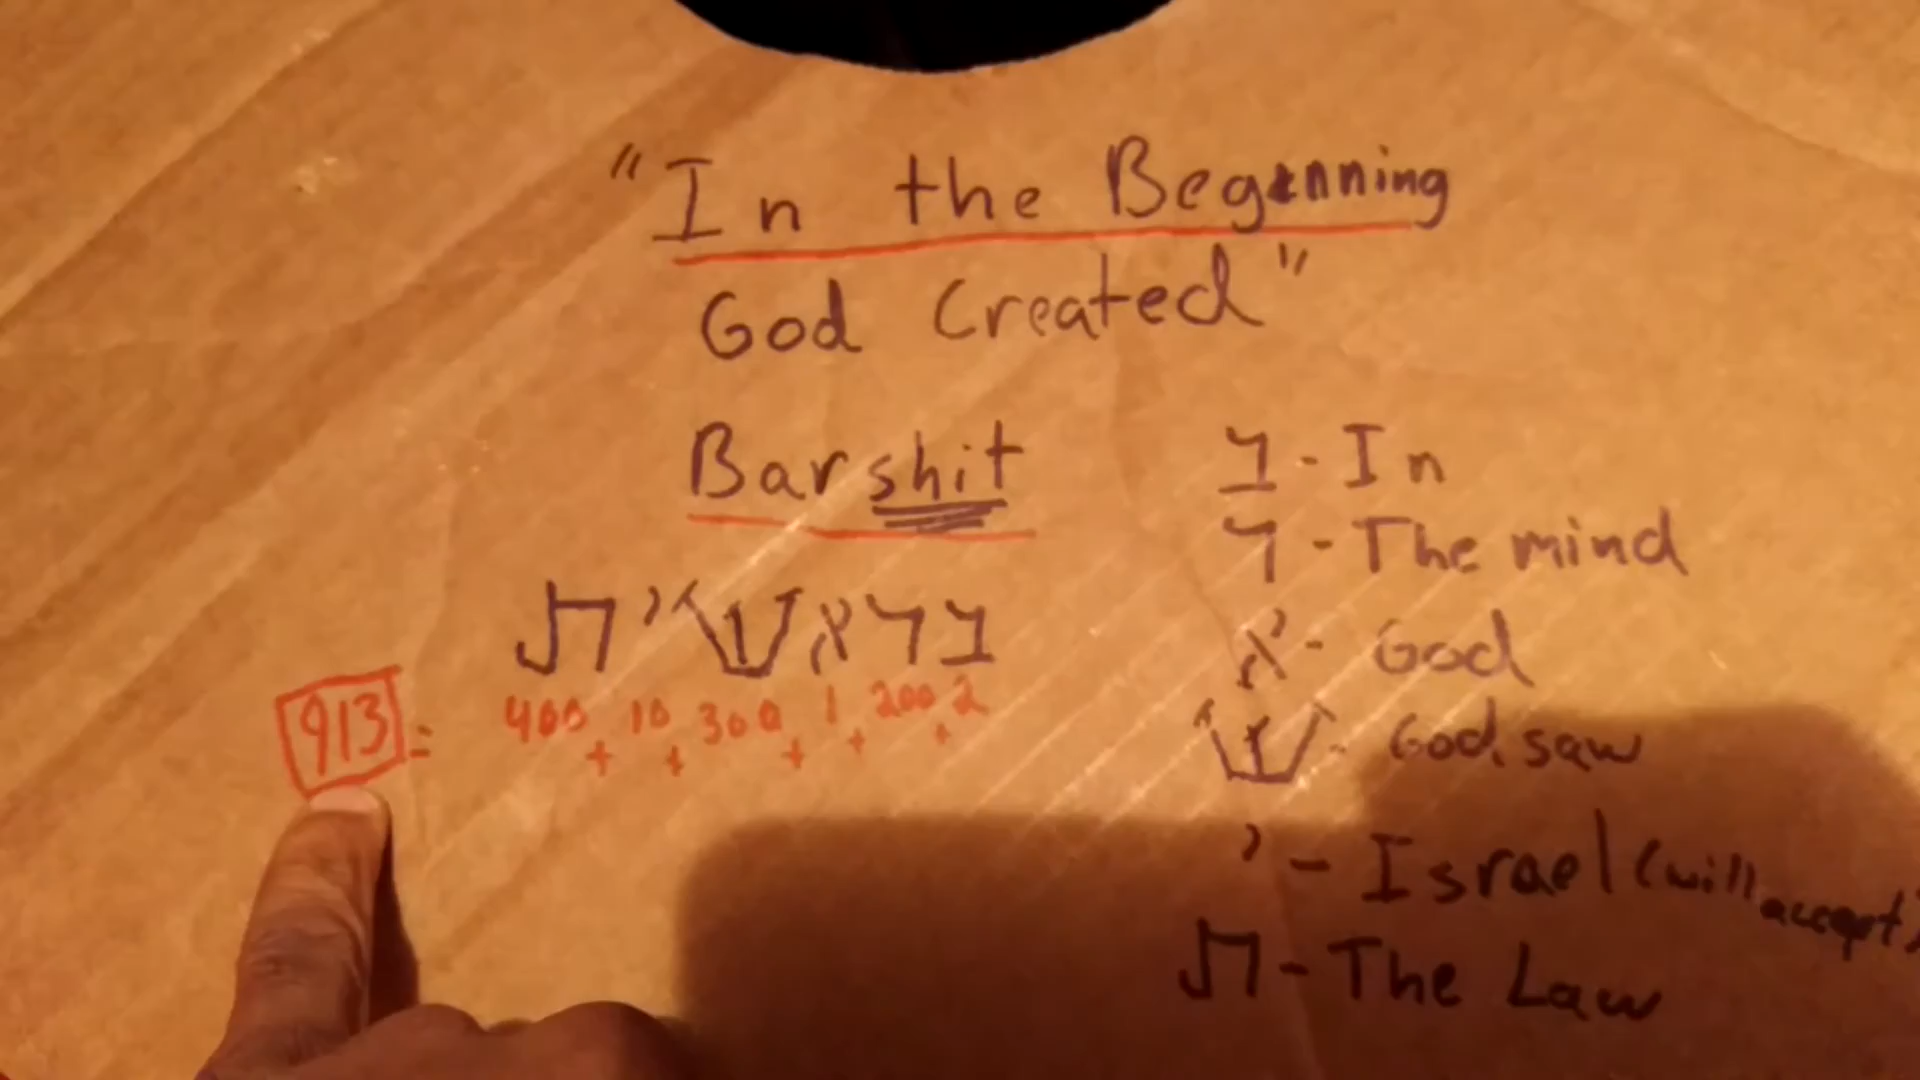 "In the Beginning
God Created"
Barshit
בראשית
913 = 400 + 10 + 300 + 1 + 200 + 2
ב - In
ר - The mind
א - God
ש - God, saw
י - Israel (will accept)
ת - The Law